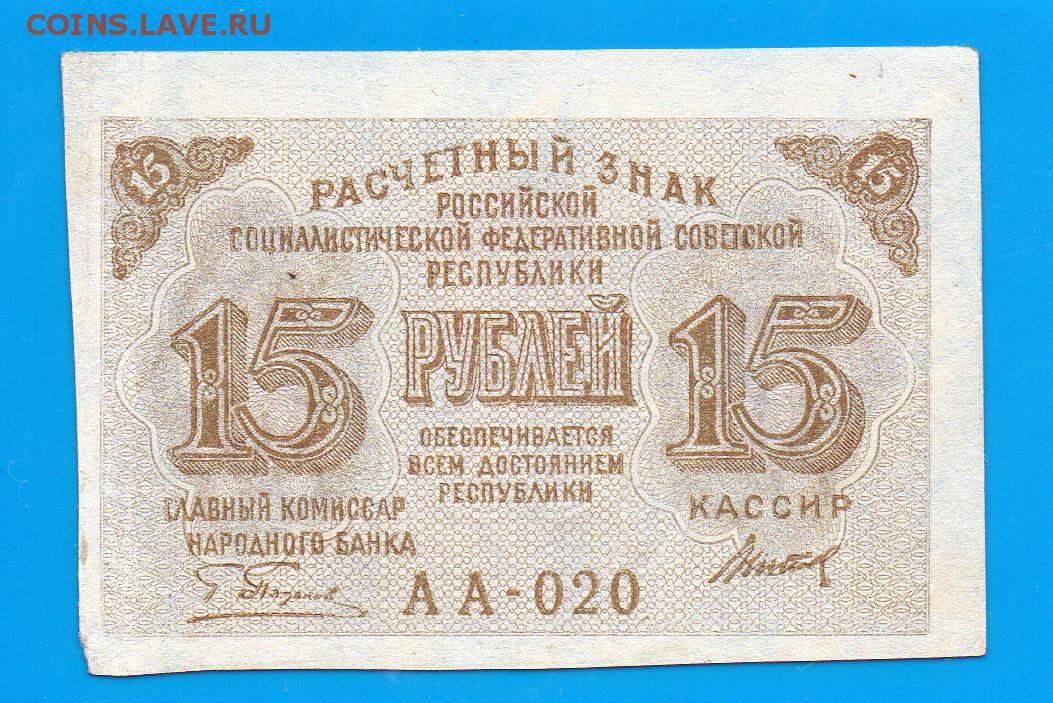 COINS.LAVE.RU
15
15
РАСЧЕТНЫЙ ЗНАК
РОССИЙСКОЙ
СОЦИАЛИСТИЧЕСКОЙ ФЕДЕРАТИВНОЙ СОВЕТСКОЙ
РЕСПУБЛИКИ
15 РУБЛЕЙ 15
ОБЕСПЕЧИВАЕТСЯ
ВСЕМ ДОСТОЯНИЕМ
РЕСПУБЛИКИ
ГЛАВНЫЙ КОМИССАР
НАРОДНОГО БАНКА
КАССИР
АА-020